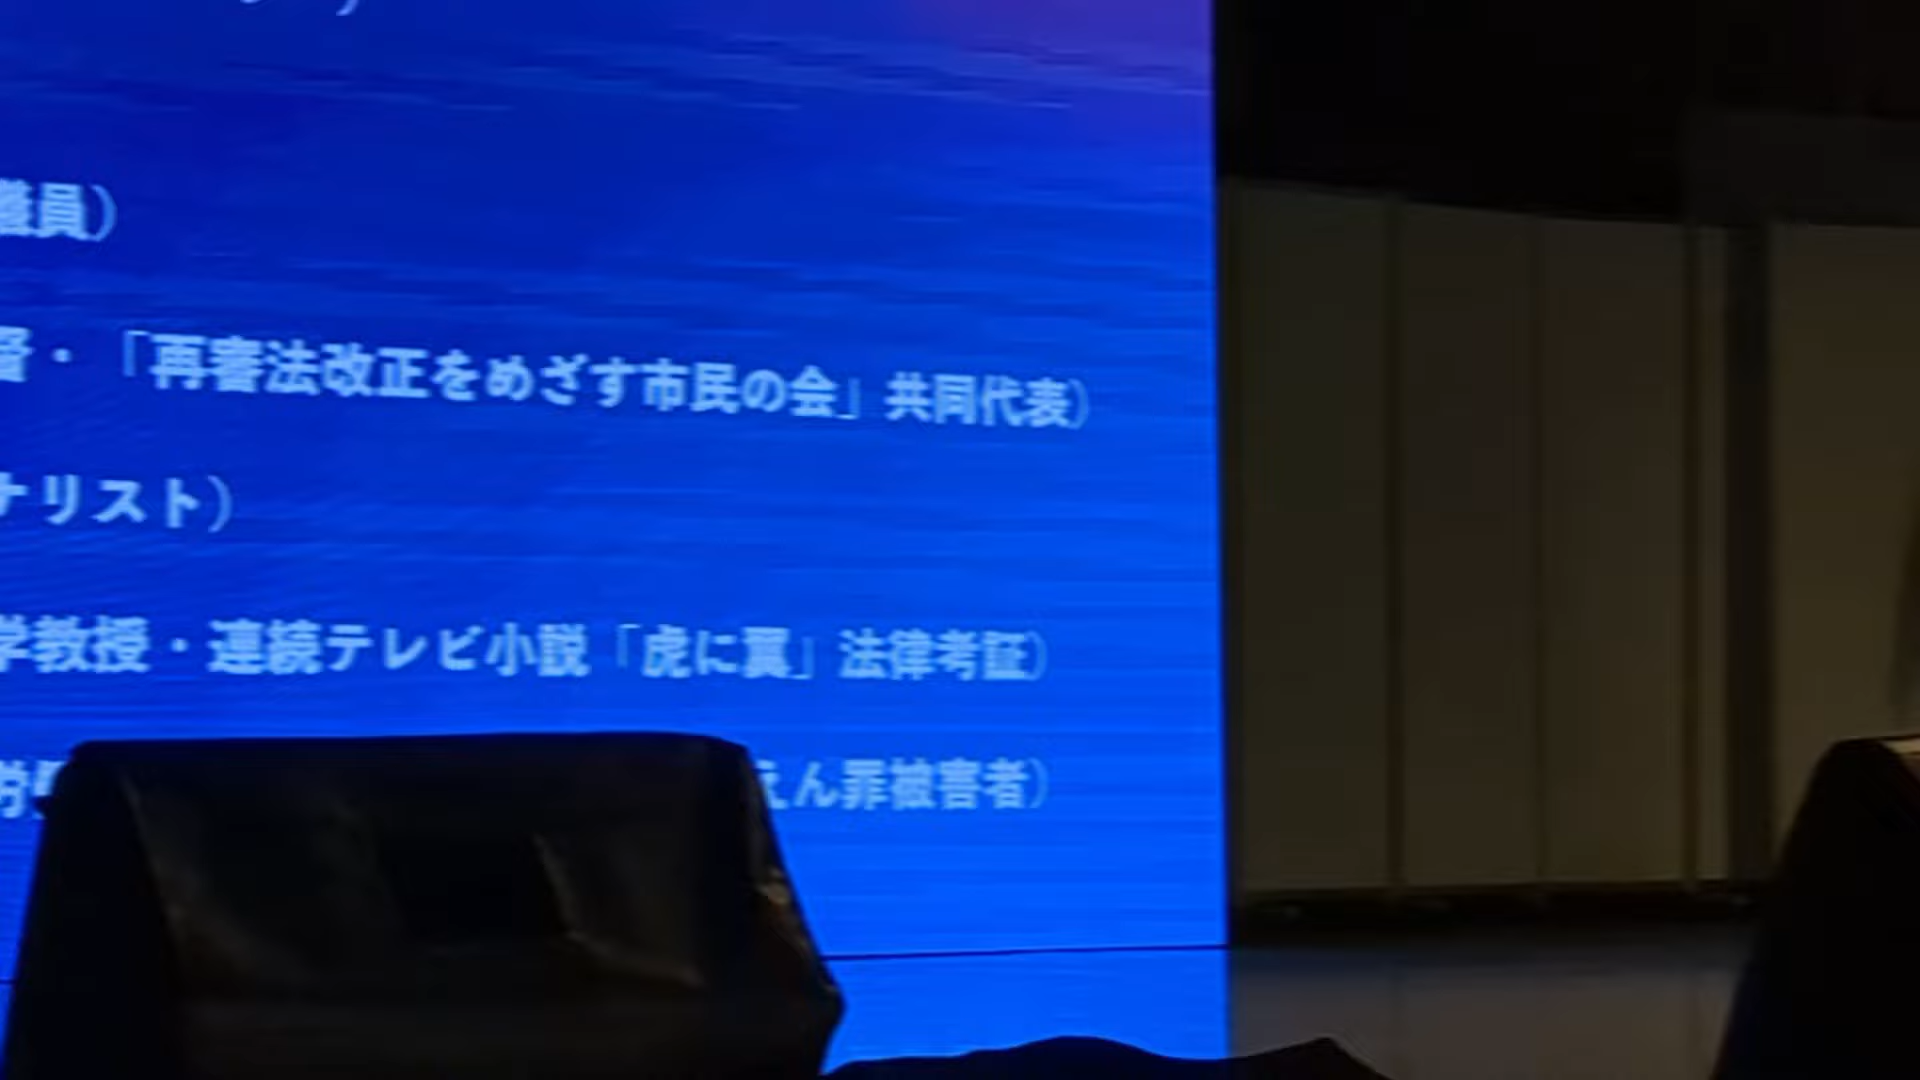 職員）
督・「再審法改正をめざす市民の会」共同代表）
ナリスト）
学教授・連続テレビ小説「虎に翼」法律考証）
労 えん罪被害者）